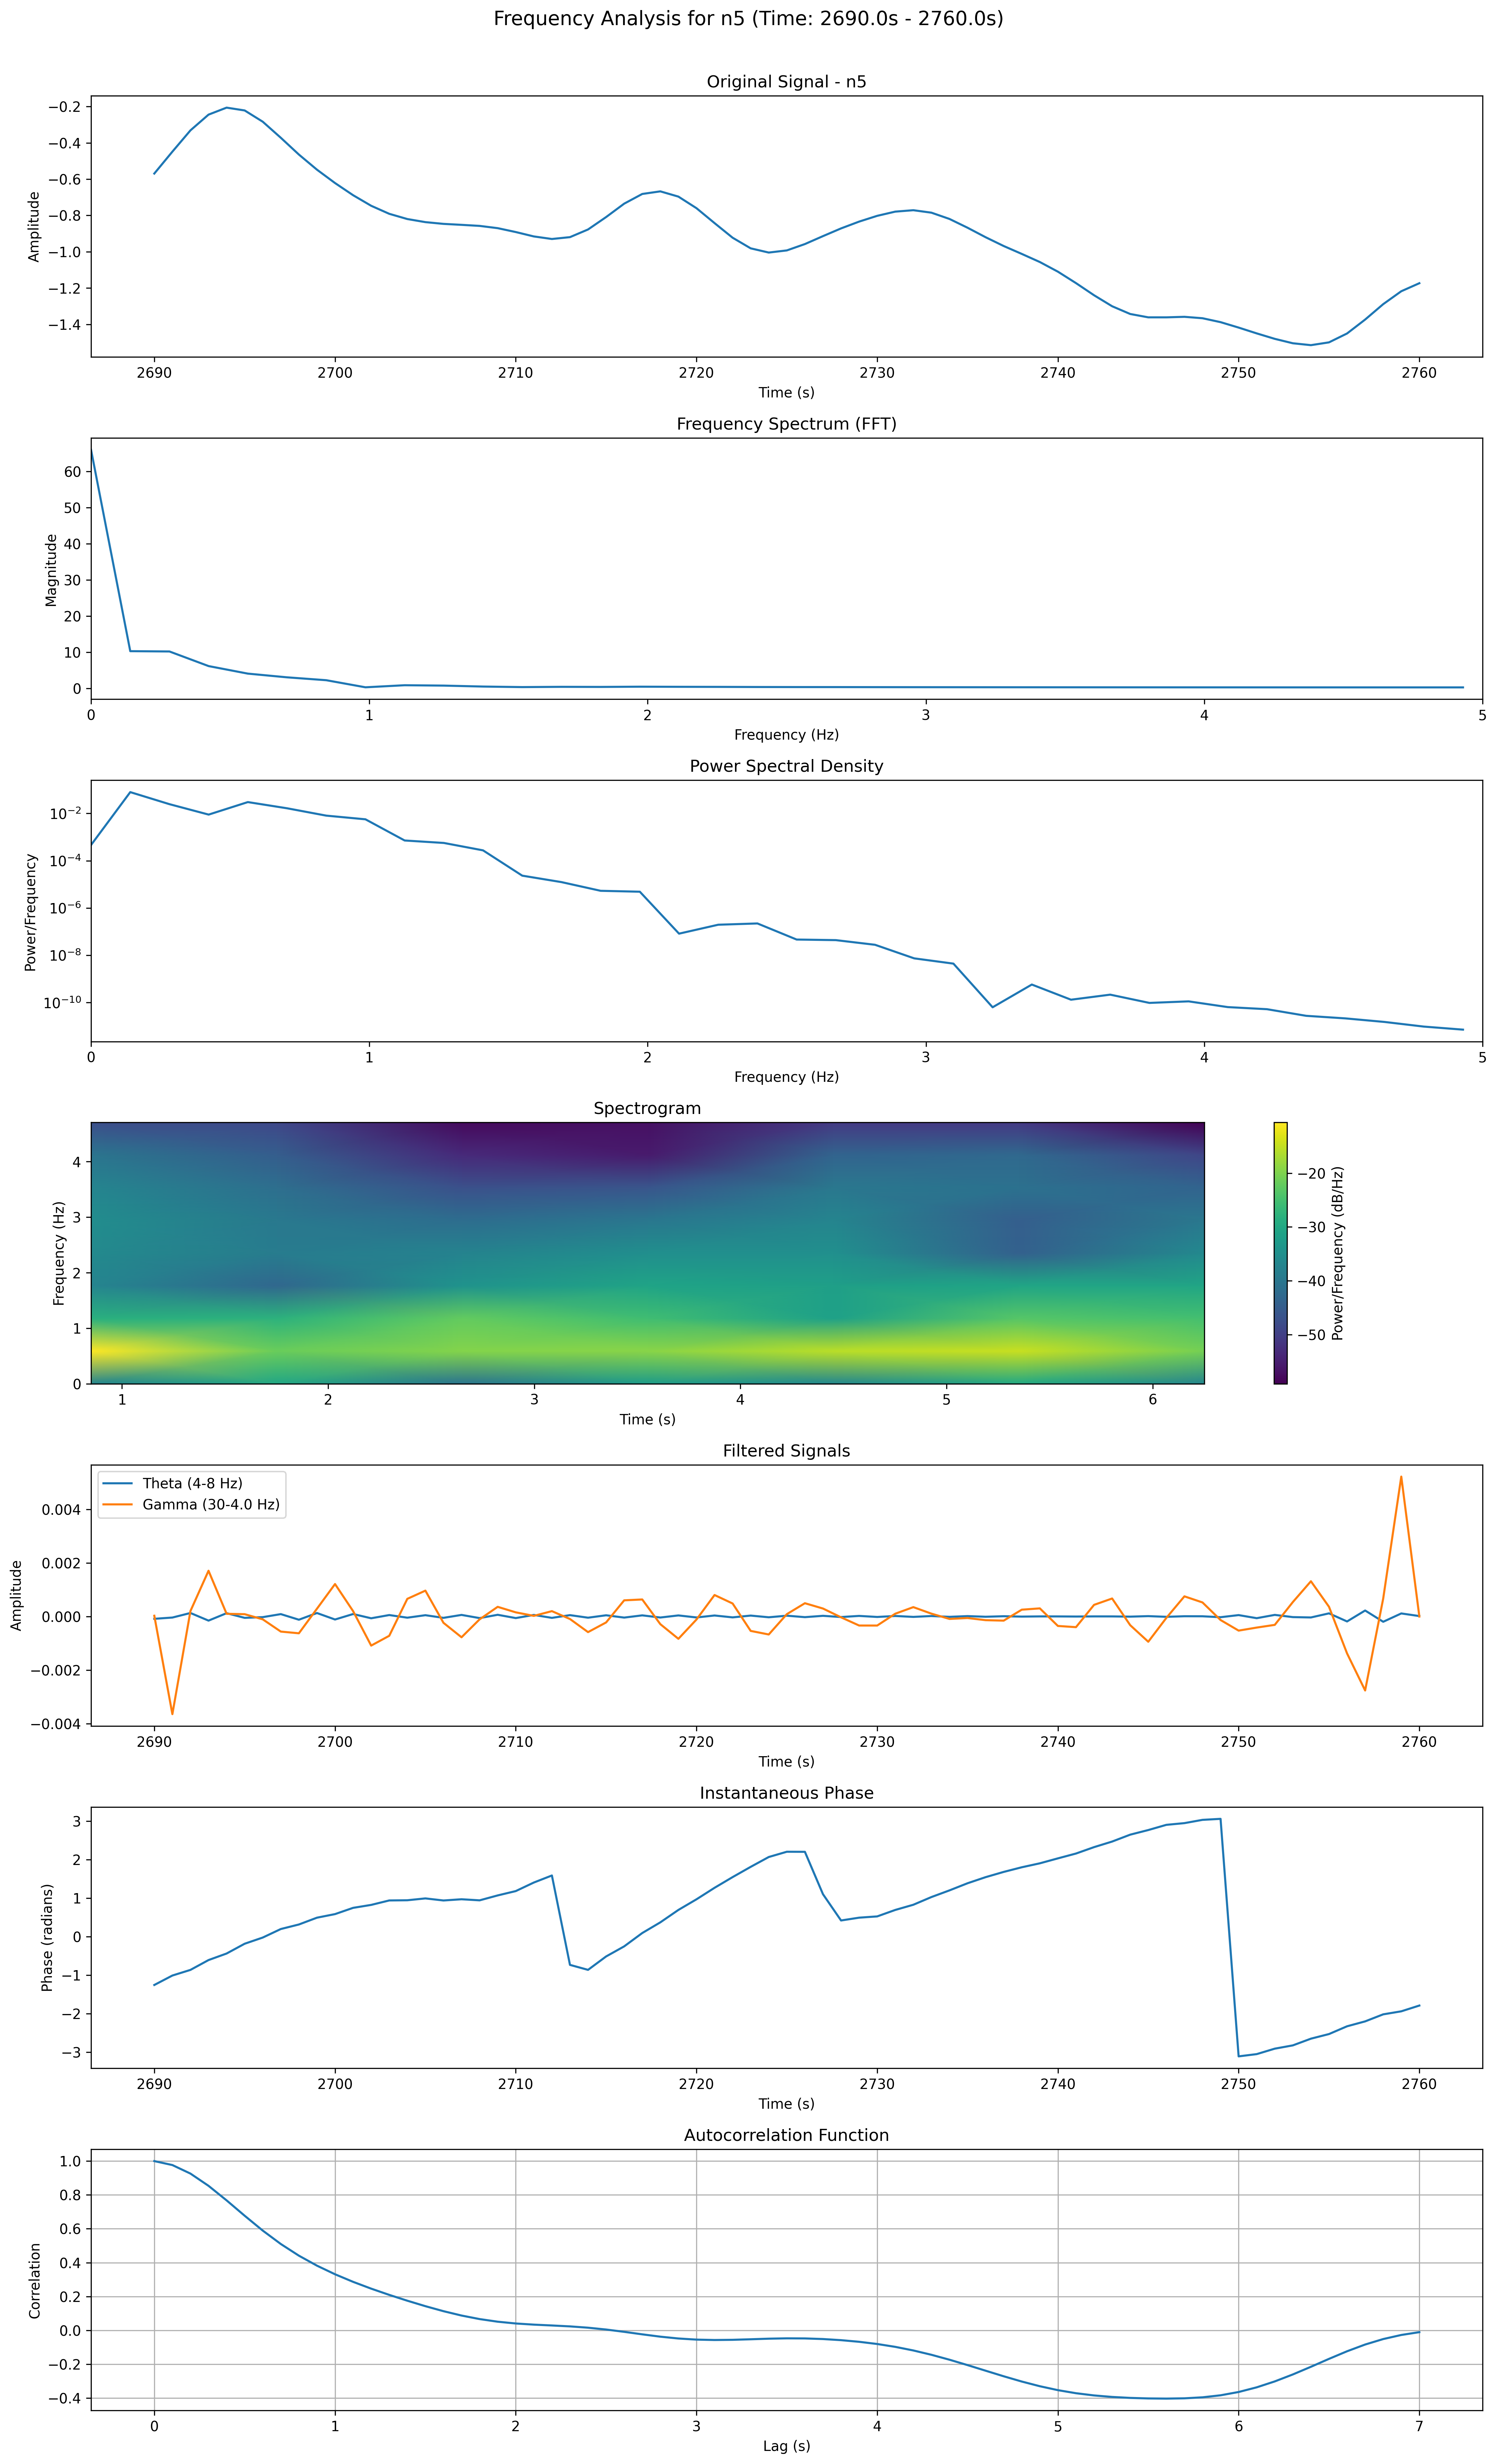 Frequency Analysis for n5 (Time: 2690.0s - 2760.0s)
Original Signal - n5
Amplitude
−0.2
−0.4
−0.6
−0.8
−1.0
−1.2
−1.4
2690 2700 2710 2720 2730 2740 2750 2760
Time (s)
Frequency Spectrum (FFT)
Magnitude
60
50
40
30
20
10
0
0 1 2 3 4 5
Frequency (Hz)
Power Spectral Density
Power/Frequency
10⁻²
10⁻⁴
10⁻⁶
10⁻⁸
10⁻¹⁰
0 1 2 3 4 5
Frequency (Hz)
Spectrogram
Frequency (Hz)
4
3
2
1
0
1 2 3 4 5 6
Time (s)
−20
−30
−40
−50
Power/Frequency (dB/Hz)
Filtered Signals
Theta (4-8 Hz)
Gamma (30-4.0 Hz)
Amplitude
0.004
0.002
0.000
−0.002
−0.004
2690 2700 2710 2720 2730 2740 2750 2760
Time (s)
Instantaneous Phase
Phase (radians)
3
2
1
0
−1
−2
−3
2690 2700 2710 2720 2730 2740 2750 2760
Time (s)
Autocorrelation Function
Correlation
1.0
0.8
0.6
0.4
0.2
0.0
−0.2
−0.4
0 1 2 3 4 5 6 7
Lag (s)